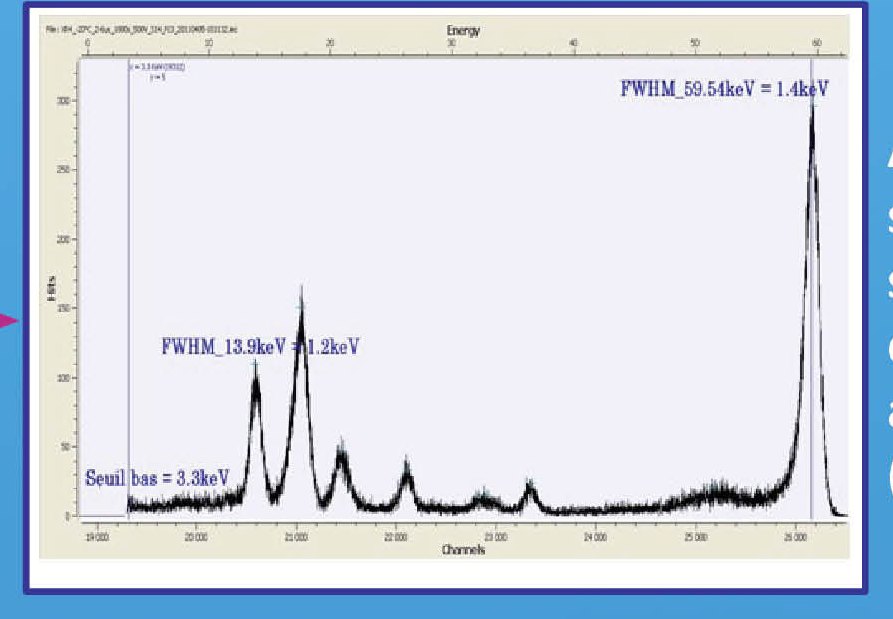 Energy
0 10 20 30 40 50 60
y = 5
FWHM_59.54keV = 1.4keV
300
250
200
Hits
150
FWHM_13.9keV = 1.2keV
100
50
Seuil bas = 3.3keV
0
19 000 20 000 21 000 22 000 23 000 24 000 25 000 26 000
Channels